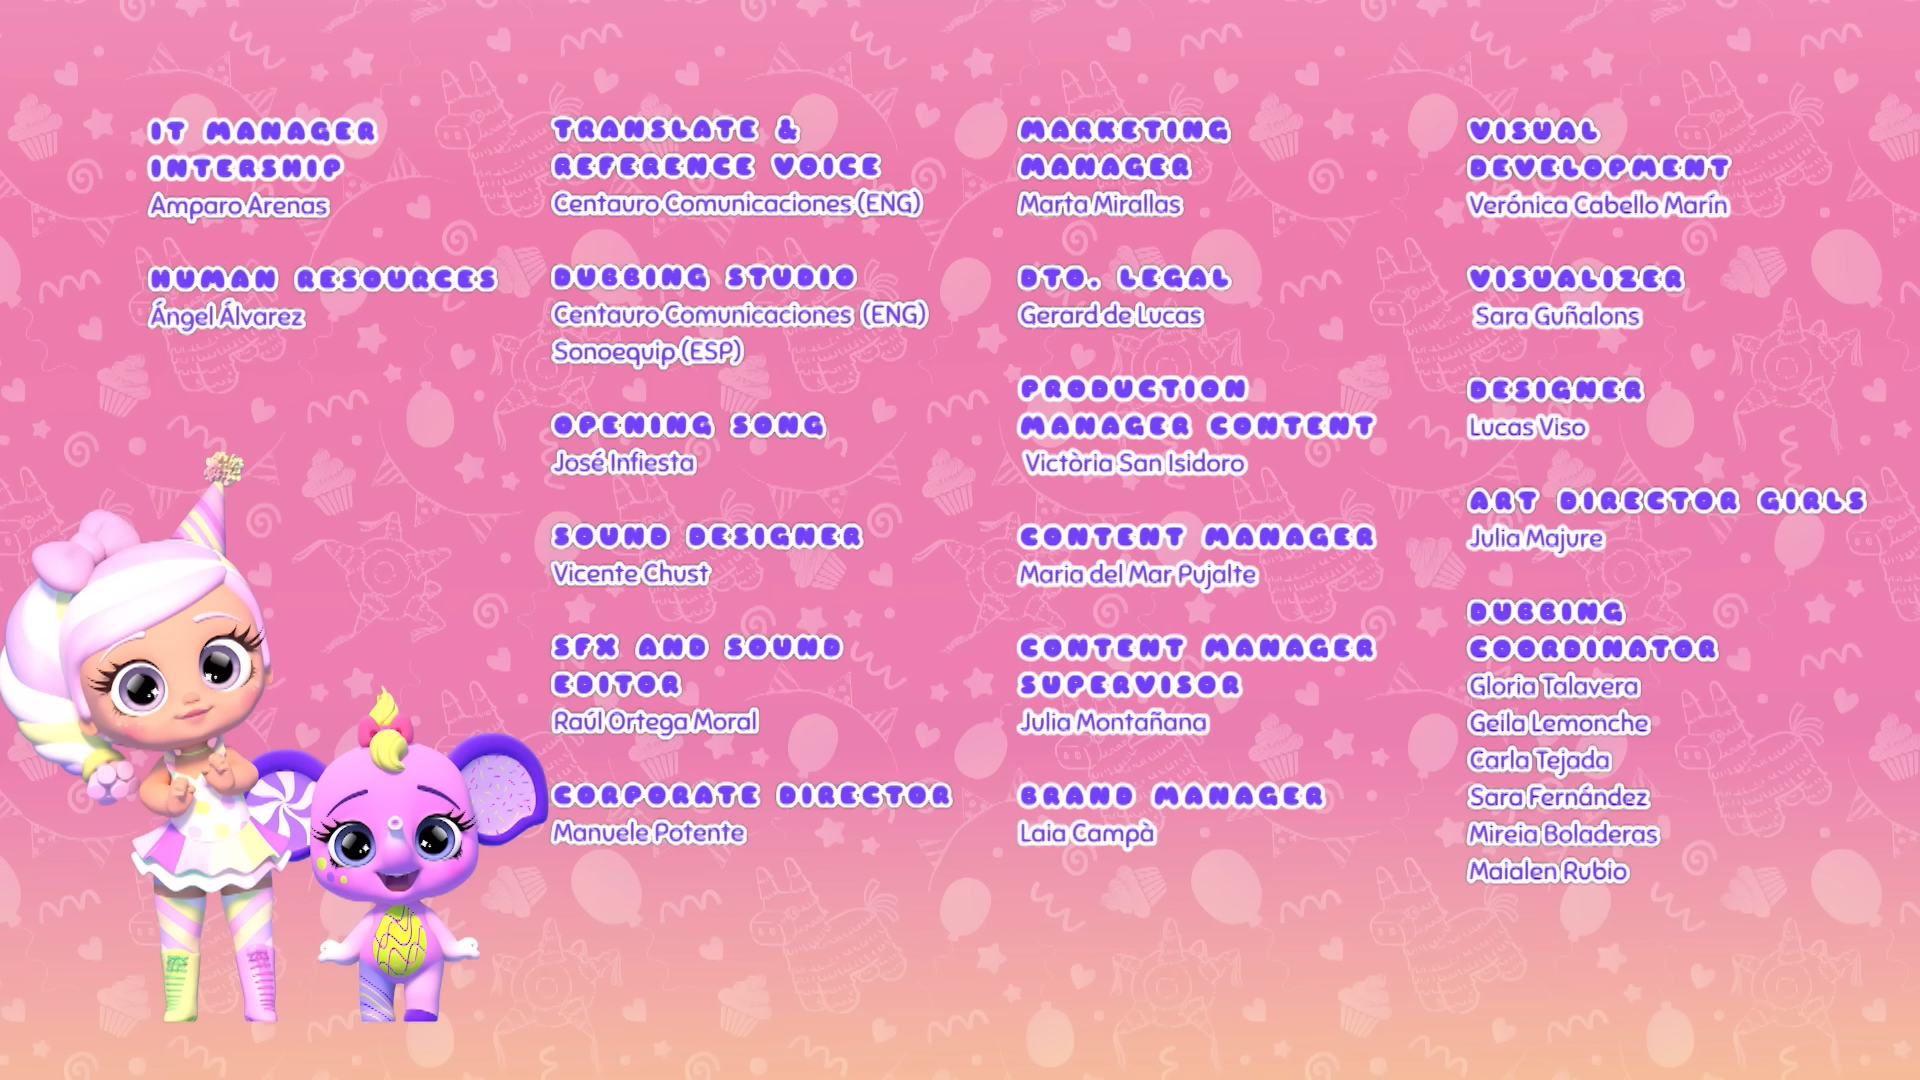 IT MANAGER
INTERSHIP
Amparo Arenas
HUMAN RESOURCES
Ángel Álvarez
TRANSLATE &
REFERENCE VOICE
Centauro Comunicaciones (ENG)
DUBBING STUDIO
Centauro Comunicaciones (ENG)
Sonoequip (ESP)
OPENING SONG
José Infiesta
SOUND DESIGNER
Vicente Chust
SFX AND SOUND
EDITOR
Raúl Ortega Moral
CORPORATE DIRECTOR
Manuele Potente
MARKETING
MANAGER
Marta Mirallas
DTO. LEGAL
Gerard de Lucas
PRODUCTION
MANAGER CONTENT
Victòria San Isidoro
CONTENT MANAGER
Maria del Mar Pujalte
CONTENT MANAGER
SUPERVISOR
Julia Montañana
BRAND MANAGER
Laia Campà
VISUAL
DEVELOPMENT
Verónica Cabello Marín
VISUALIZER
Sara Guñalons
DESIGNER
Lucas Viso
ART DIRECTOR GIRLS
Julia Majure
DUBBING
COORDINATOR
Gloria Talavera
Geila Lemonche
Carla Tejada
Sara Fernández
Mireia Boladeras
Maialen Rubio